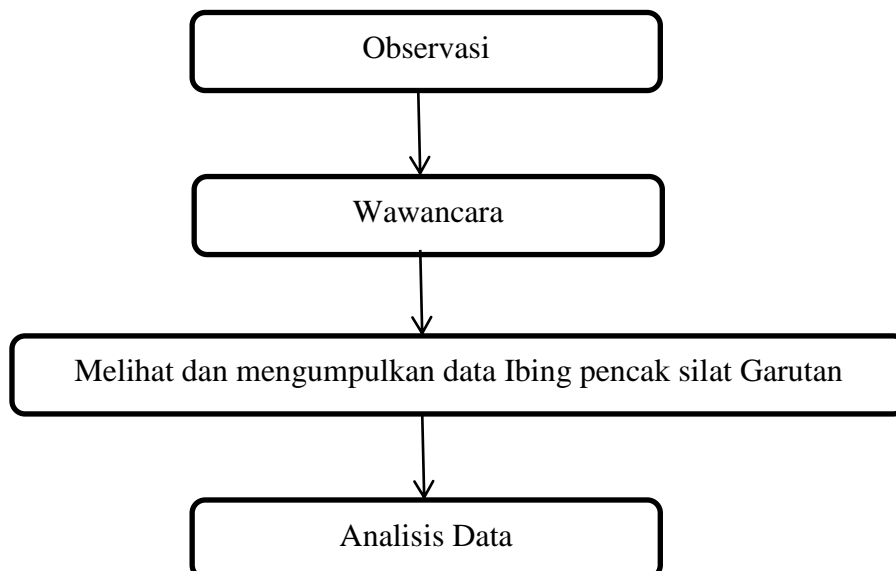 Observasi
Wawancara
Melihat dan mengumpulkan data Ibing pencak silat Garutan
Analisis Data